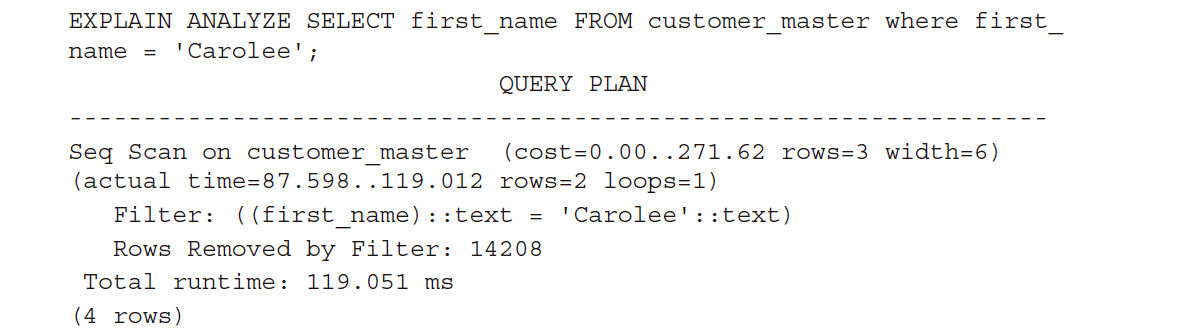 EXPLAIN ANALYZE SELECT first_name FROM customer_master where first_
name = 'Carolee';
QUERY PLAN
------------------------------------------------------------------
Seq Scan on customer_master  (cost=0.00..271.62 rows=3 width=6)
(actual time=87.598..119.012 rows=2 loops=1)
   Filter: ((first_name)::text = 'Carolee'::text)
   Rows Removed by Filter: 14208
 Total runtime: 119.051 ms
(4 rows)